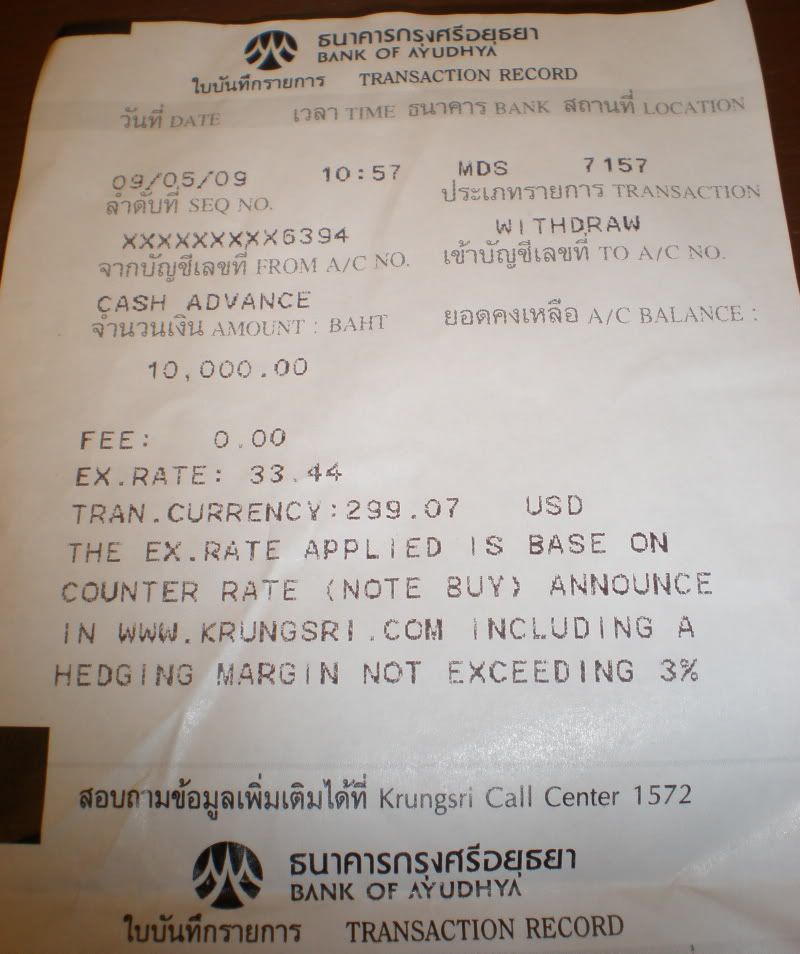 ธนาคารกรุงศรีอยุธยา
BANK OF AYUDHYA
ใบบันทึกรายการ TRANSACTION RECORD
วันที่ DATE เวลา TIME ธนาคาร BANK สถานที่ LOCATION
09/05/09 10:57 MDS 7157
ลำดับที่ SEQ NO. ประเภทรายการ TRANSACTION
XXXXXXXXX6394 WITHDRAW
จากบัญชีเลขที่ FROM A/C NO. เข้าบัญชีเลขที่ TO A/C NO.
CASH ADVANCE
จำนวนเงิน AMOUNT : BAHT ยอดคงเหลือ A/C BALANCE :
10,000.00
FEE: 0.00
EX.RATE: 33.44
TRAN.CURRENCY:299.07 USD
THE EX.RATE APPLIED IS BASE ON
COUNTER RATE (NOTE BUY) ANNOUNCE
IN WWW.KRUNGSRI.COM INCLUDING A
HEDGING MARGIN NOT EXCEEDING 3%
สอบถามข้อมูลเพิ่มเติมได้ที่ Krungsri Call Center 1572
ธนาคารกรุงศรีอยุธยา
BANK OF AYUDHYA
ใบบันทึกรายการ TRANSACTION RECORD